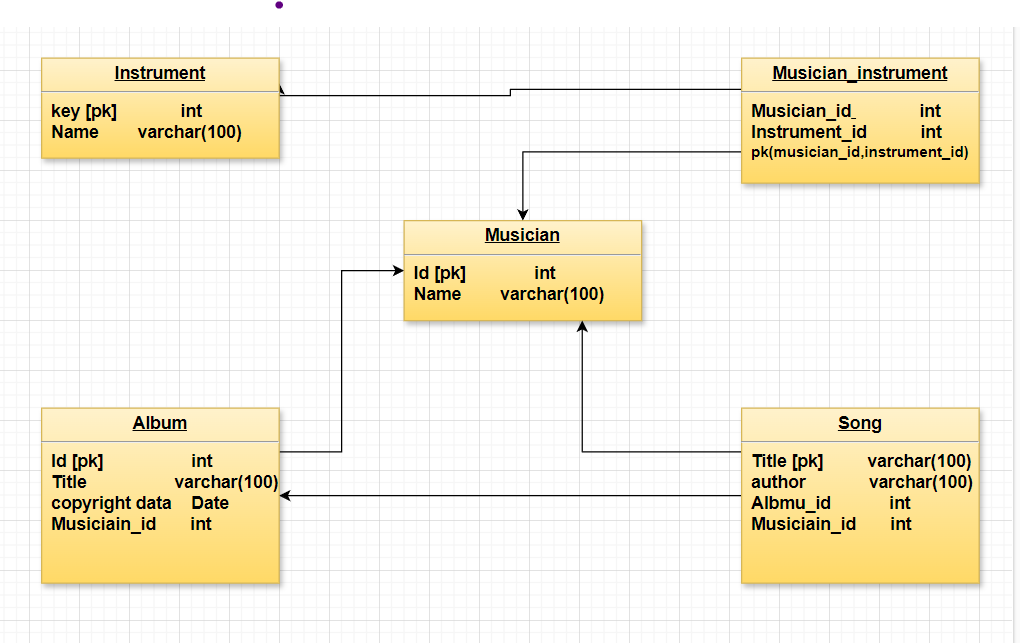 Instrument
key [pk] int
Name varchar(100)
Musician_instrument
Musician_id_ int
Instrument_id int
pk(musician_id,instrument_id)
Musician
Id [pk] int
Name varchar(100)
Album
Id [pk] int
Title varchar(100)
copyright data Date
Musiciain_id int
Song
Title [pk] varchar(100)
author varchar(100)
Albmu_id int
Musiciain_id int